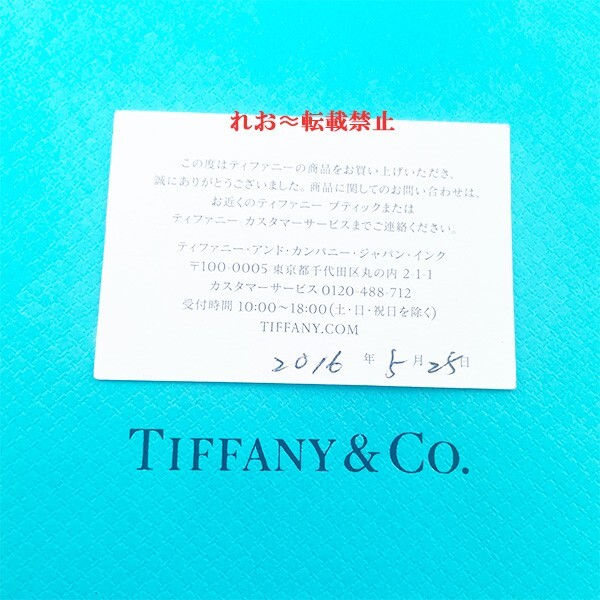 れお～転載禁止
この度はティファニーの商品をお買い上げいただき、
誠にありがとうございました。商品に関してのお問い合わせは、
お近くのティファニー ブティックまたは
ティファニー カスタマーサービスまでご連絡ください。
ティファニー・アンド・カンパニー・ジャパン・インク
〒100-0005 東京都千代田区丸の内 2-1-1
カスタマーサービス 0120-488-712
受付時間 10:00～18:00 (土・日・祝日を除く)
TIFFANY.COM
2016 年 5 月 25 日
TIFFANY & CO.